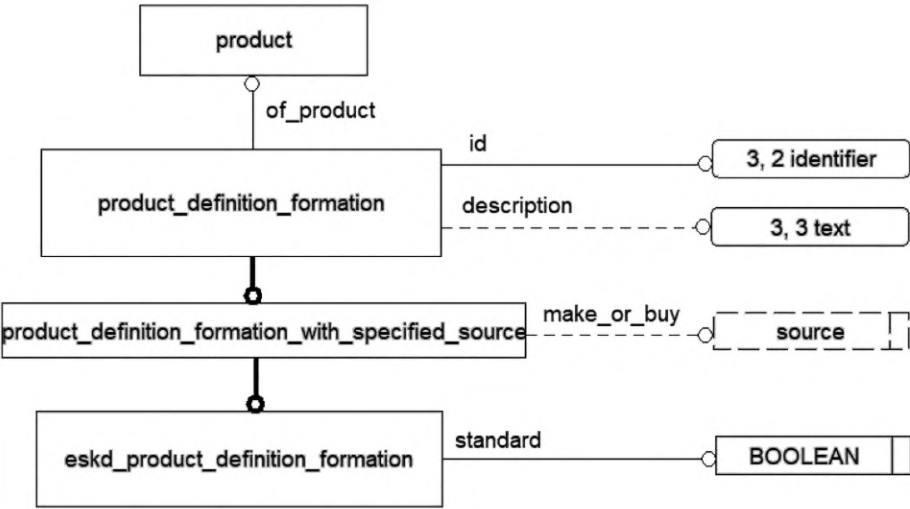 product
of_product
id
3, 2 identifier
product_definition_formation
description
3, 3 text
product_definition_formation_with_specified_source
make_or_buy
source
standard
eskd_product_definition_formation
BOOLEAN